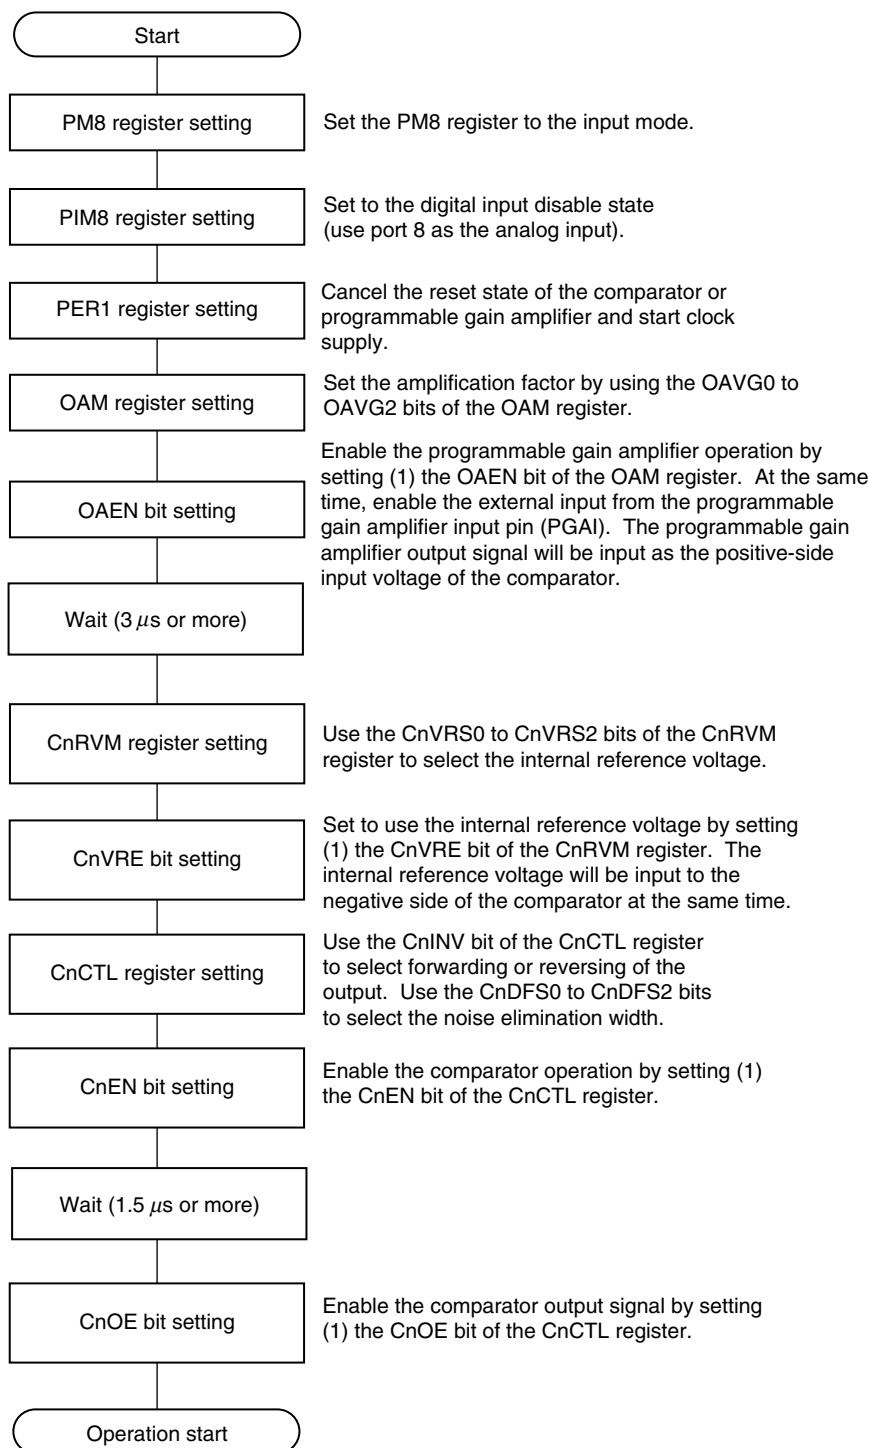 Start
PM8 register setting
Set the PM8 register to the input mode.
PIM8 register setting
Set to the digital input disable state
(use port 8 as the analog input).
PER1 register setting
Cancel the reset state of the comparator or
programmable gain amplifier and start clock
supply.
OAM register setting
Set the amplification factor by using the OAVG0 to
OAVG2 bits of the OAM register.
OAEN bit setting
Enable the programmable gain amplifier operation by
setting (1) the OAEN bit of the OAM register.  At the same
time, enable the external input from the programmable
gain amplifier input pin (PGAI).  The programmable gain
amplifier output signal will be input as the positive-side
input voltage of the comparator.
Wait (3 μs or more)
CnRVM register setting
Use the CnVRS0 to CnVRS2 bits of the CnRVM
register to select the internal reference voltage.
CnVRE bit setting
Set to use the internal reference voltage by setting
(1) the CnVRE bit of the CnRVM register.  The
internal reference voltage will be input to the
negative side of the comparator at the same time.
CnCTL register setting
Use the CnINV bit of the CnCTL register
to select forwarding or reversing of the
output.  Use the CnDFS0 to CnDFS2 bits
to select the noise elimination width.
CnEN bit setting
Enable the comparator operation by setting (1)
the CnEN bit of the CnCTL register.
Wait (1.5 μs or more)
CnOE bit setting
Enable the comparator output signal by setting
(1) the CnOE bit of the CnCTL register.
Operation start